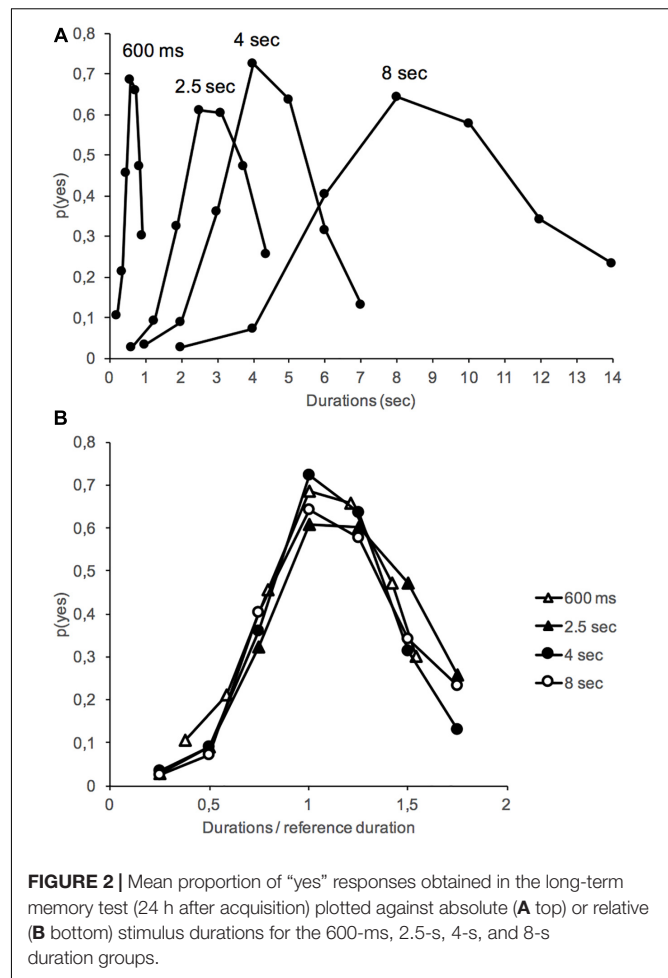 A
0,8
0,7
0,6
0,5
0,4
0,3
0,2
0,1
0
p(yes)
600 ms
2.5 sec
4 sec
8 sec
0 1 2 3 4 5 6 7 8 9 10 11 12 13 14
Durations (sec)
B
0,8
0,7
0,6
0,5
0,4
0,3
0,2
0,1
0
p(yes)
0 0,5 1 1,5 2
Durations / reference duration
600 ms
2.5 sec
4 sec
8 sec
FIGURE 2 | Mean proportion of “yes” responses obtained in the long-term
memory test (24 h after acquisition) plotted against absolute (A top) or relative
(B bottom) stimulus durations for the 600-ms, 2.5-s, 4-s, and 8-s
duration groups.